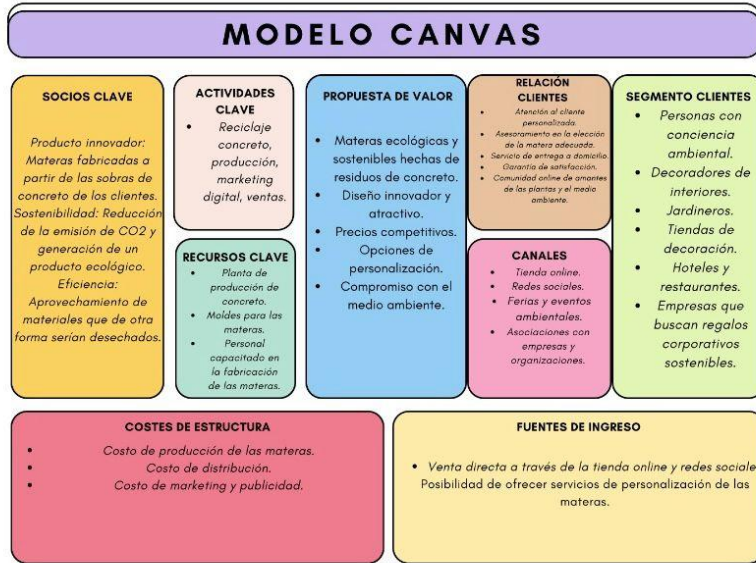 MODELO CANVAS
SOCIOS CLAVE
Producto innovador:
Materas fabricadas a
partir de las sobras de
concreto de los clientes.
Sostenibilidad: Reducción
de la emisión de CO2 y
generación de un
producto ecológico.
Eficiencia:
Aprovechamiento de
materiales que de otra
forma serían desechados.
ACTIVIDADES
CLAVE
• Reciclaje
concreto,
producción,
marketing
digital, ventas.
RECURSOS CLAVE
• Planta de
producción de
concreto.
• Moldes para las
materas.
• Personal
capacitado en
la fabricación
de las materas.
PROPUESTA DE VALOR
• Materas ecológicas y
sostenibles hechas de
residuos de concreto.
• Diseño innovador y
atractivo.
• Precios competitivos.
• Opciones de
personalización.
• Compromiso con el
medio ambiente.
RELACIÓN
CLIENTES
• Atención al cliente
personalizada.
• Asesoramiento en la elección
de la matera adecuada.
• Servicio de entrega a domicilio.
• Garantía de satisfacción.
• Comunidad online de amantes
de las plantas y el medio
ambiente.
CANALES
• Tienda online.
• Redes sociales.
• Ferias y eventos
ambientales.
• Asociaciones con
empresas y
organizaciones.
SEGMENTO CLIENTES
• Personas con
conciencia
ambiental.
• Decoradores de
interiores.
• Jardineros.
• Tiendas de
decoración.
• Hoteles y
restaurantes.
• Empresas que
buscan regalos
corporativos
sostenibles.
COSTES DE ESTRUCTURA
• Costo de producción de las materas.
• Costo de distribución.
• Costo de marketing y publicidad.
FUENTES DE INGRESO
• Venta directa a través de la tienda online y redes sociale
Posibilidad de ofrecer servicios de personalización de las
materas.